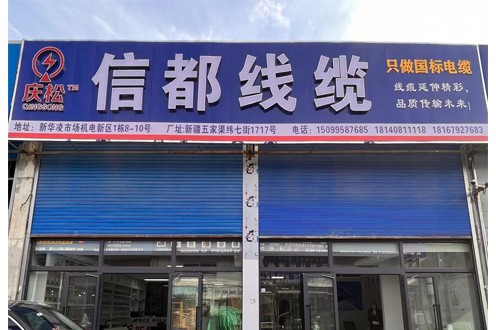 庆松™
信都线缆
只做国标电缆
线缆延伸精彩，
品质传输未来！
地址：新华凌市场机电新区1栋8-10号 厂址:新疆五家渠纬七街1717号 电话：15099587685 18140811118 18167927683